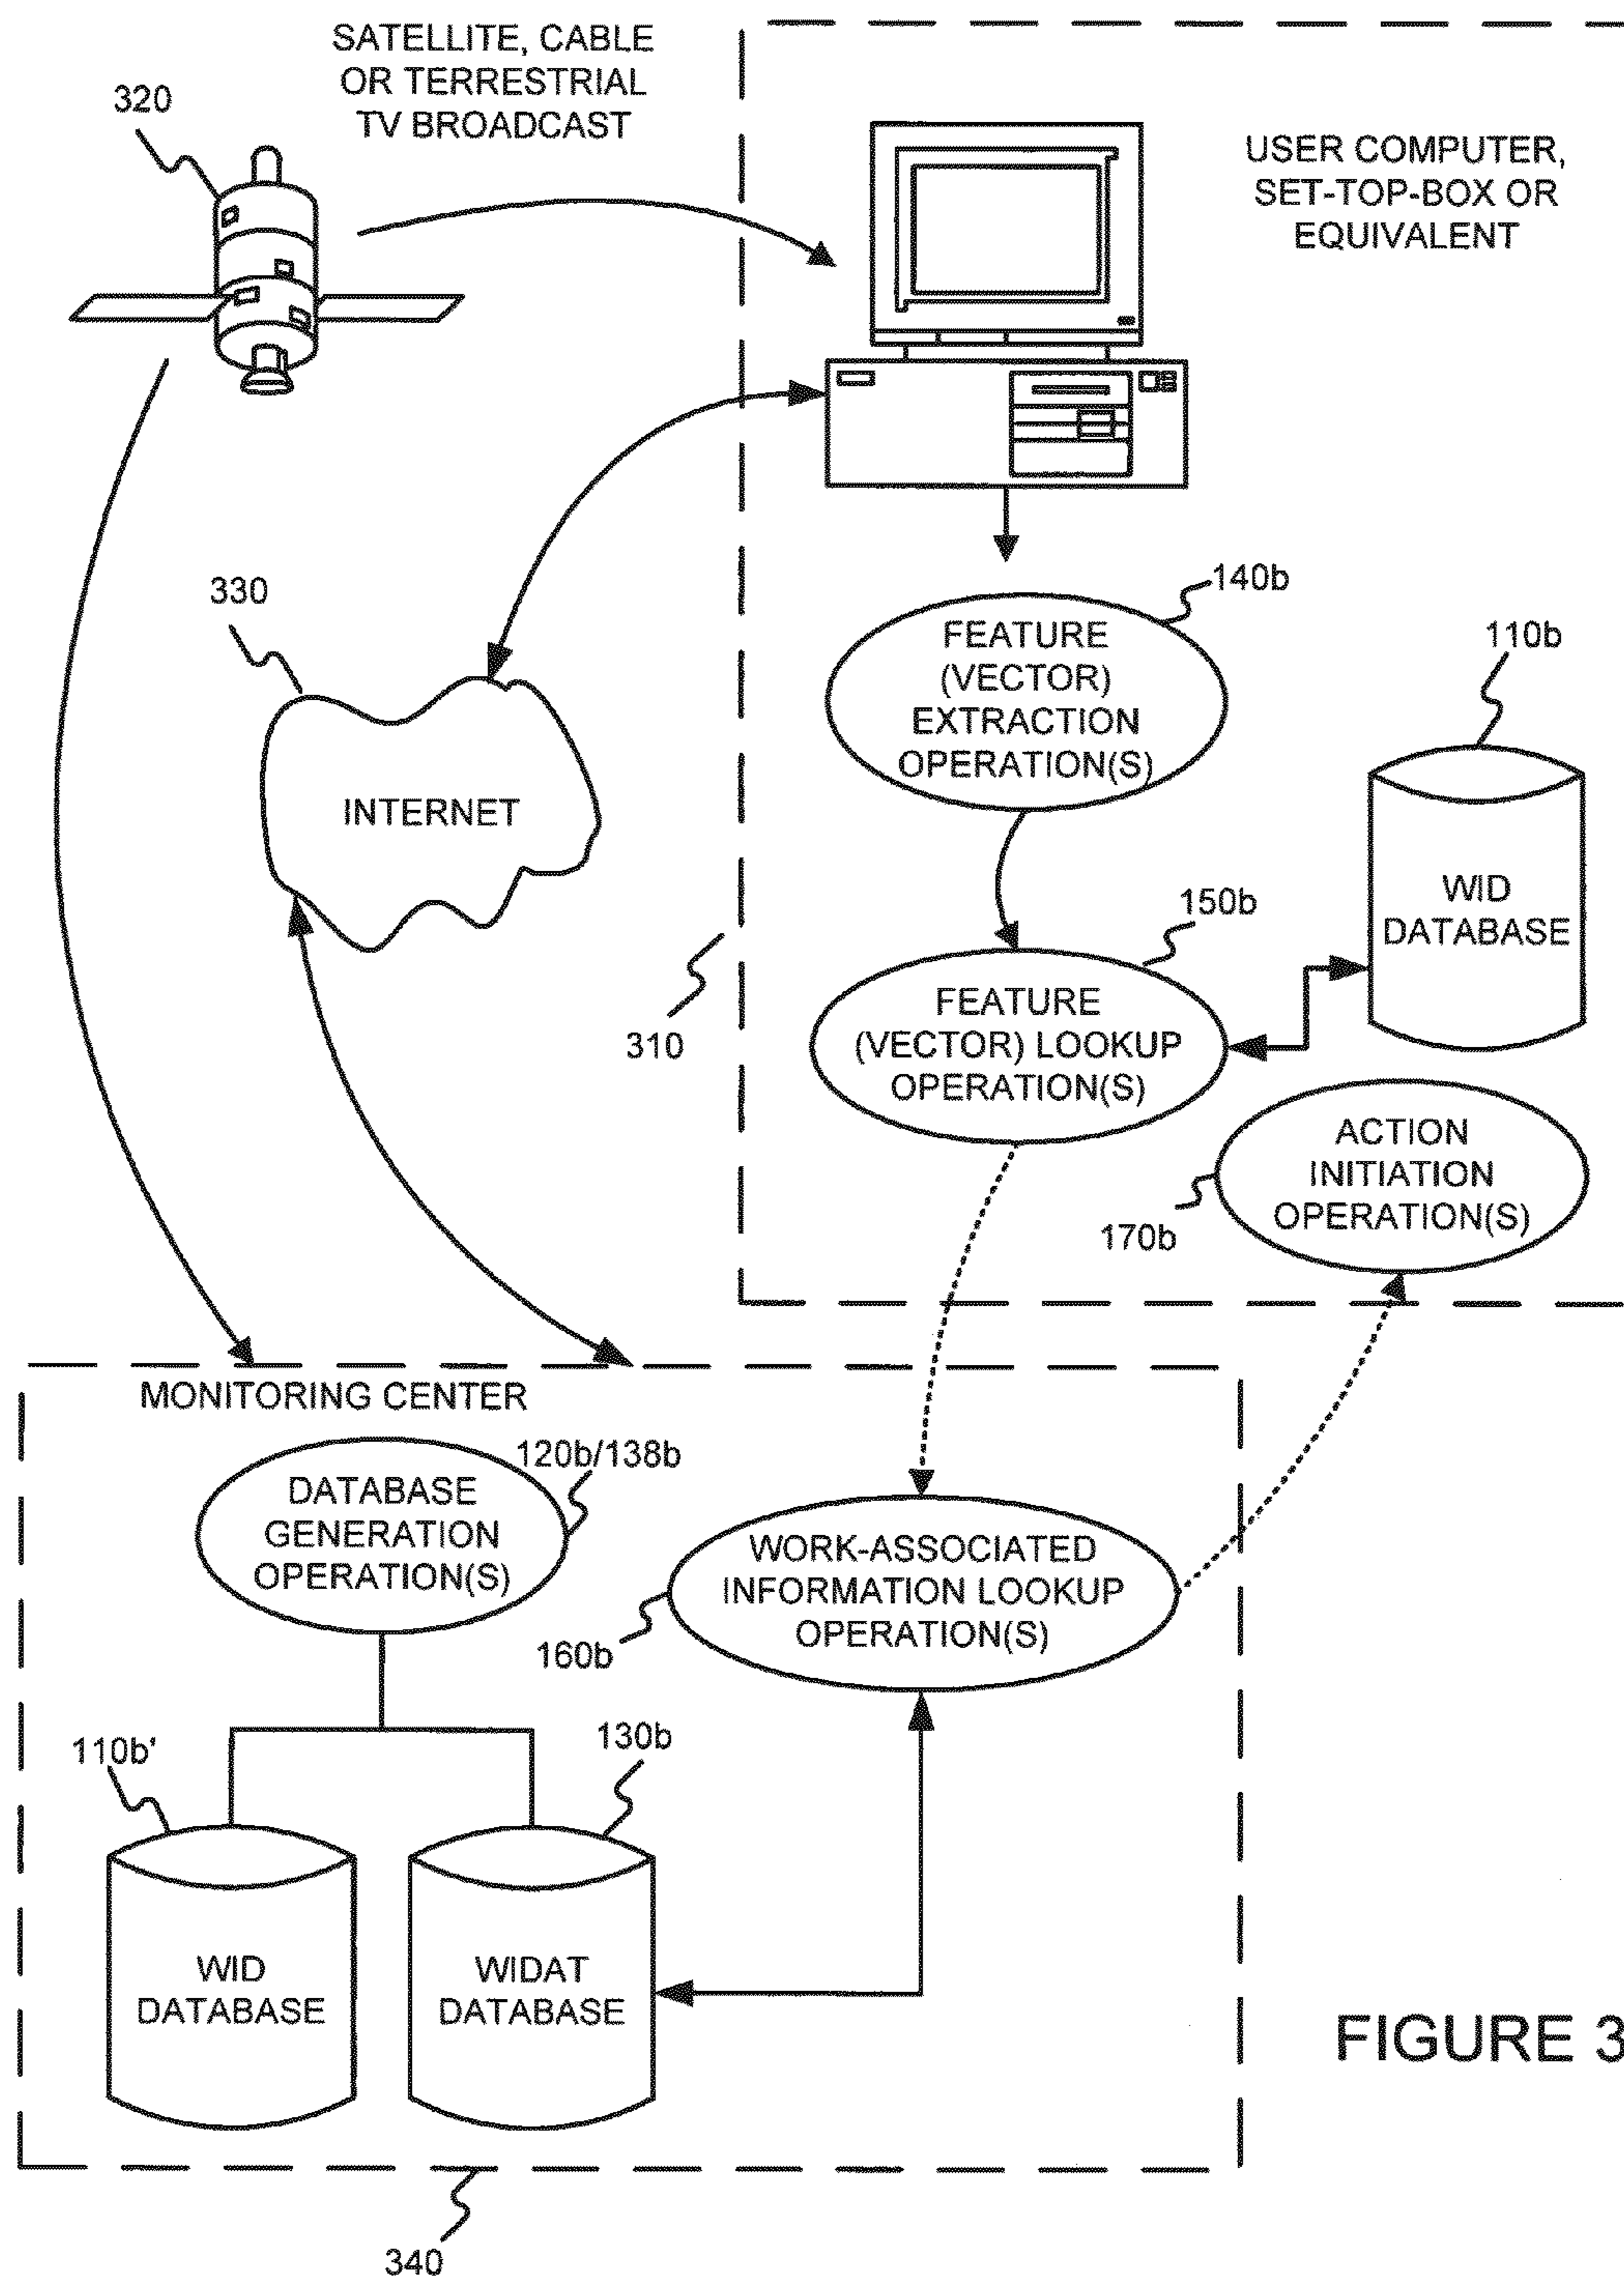 SATELLITE, CABLE
OR TERRESTRIAL
TV BROADCAST
320
USER COMPUTER,
SET-TOP-BOX OR
EQUIVALENT
330
INTERNET
140b
FEATURE
(VECTOR)
EXTRACTION
OPERATION(S)
110b
WID
DATABASE
150b
FEATURE
(VECTOR) LOOKUP
OPERATION(S)
310
ACTION
INITIATION
OPERATION(S)
170b
MONITORING CENTER
120b/138b
DATABASE
GENERATION
OPERATION(S)
WORK-ASSOCIATED
INFORMATION LOOKUP
OPERATION(S)
160b
110b'
130b
WID
DATABASE
WIDAT
DATABASE
FIGURE 3
340